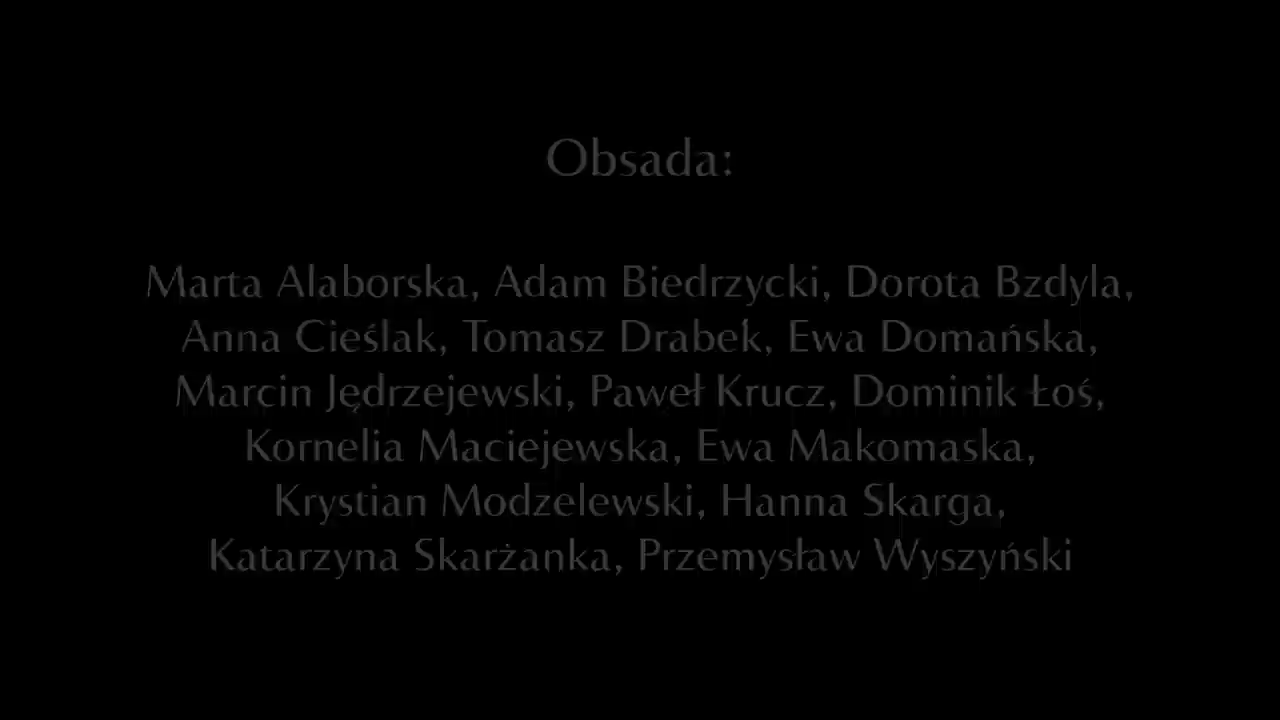 Obsada:
Marta Alaborska, Adam Biedrzycki, Dorota Bzdyla,
Anna Cieślak, Tomasz Drabek, Ewa Domańska,
Marcin Jędrzejewski, Paweł Krucz, Dominik Łoś,
Kornelia Maciejewska, Ewa Makomaska,
Krystian Modzelewski, Hanna Skarga,
Katarzyna Skarżanka, Przemysław Wyszyński